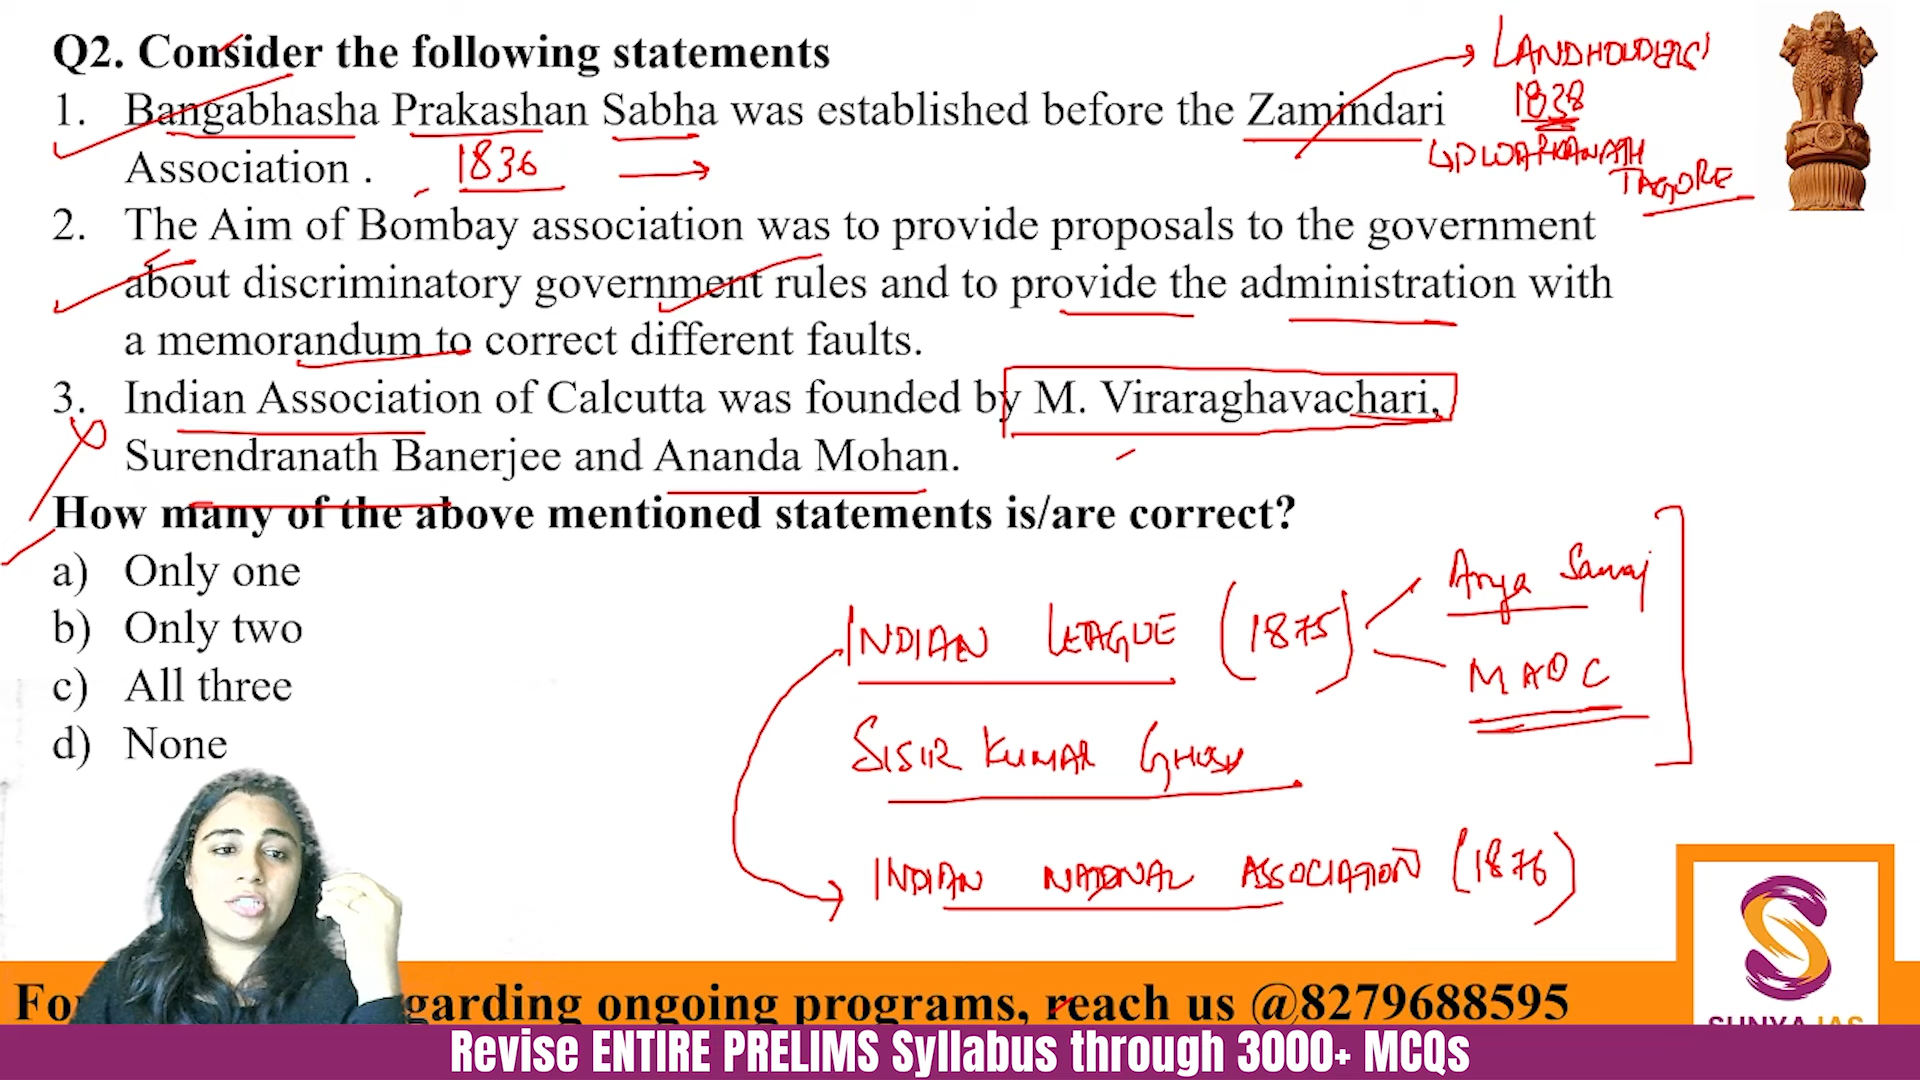 Q2. Consider the following statements
1. Bangabhasha Prakashan Sabha was established before the Zamindari
Association .
LANDHOLDERS'
1838
DWARKANATH
TAGORE
1836
2. The Aim of Bombay association was to provide proposals to the government
about discriminatory government rules and to provide the administration with
a memorandum to correct different faults.
3. Indian Association of Calcutta was founded by M. Viraraghavachari,
Surendranath Banerjee and Ananda Mohan.
How many of the above mentioned statements is/are correct?
a) Only one
b) Only two
c) All three
d) None
INDIAN LEAGUE (1875)
Arya Samaj
MAOC
SISIR KUMAR GHOSH
INDIAN NATIONAL ASSOCIATION (1876)
garding ongoing programs, reach us @8279688595
SUNYA IAS
Revise ENTIRE PRELIMS Syllabus through 3000+ MCQs